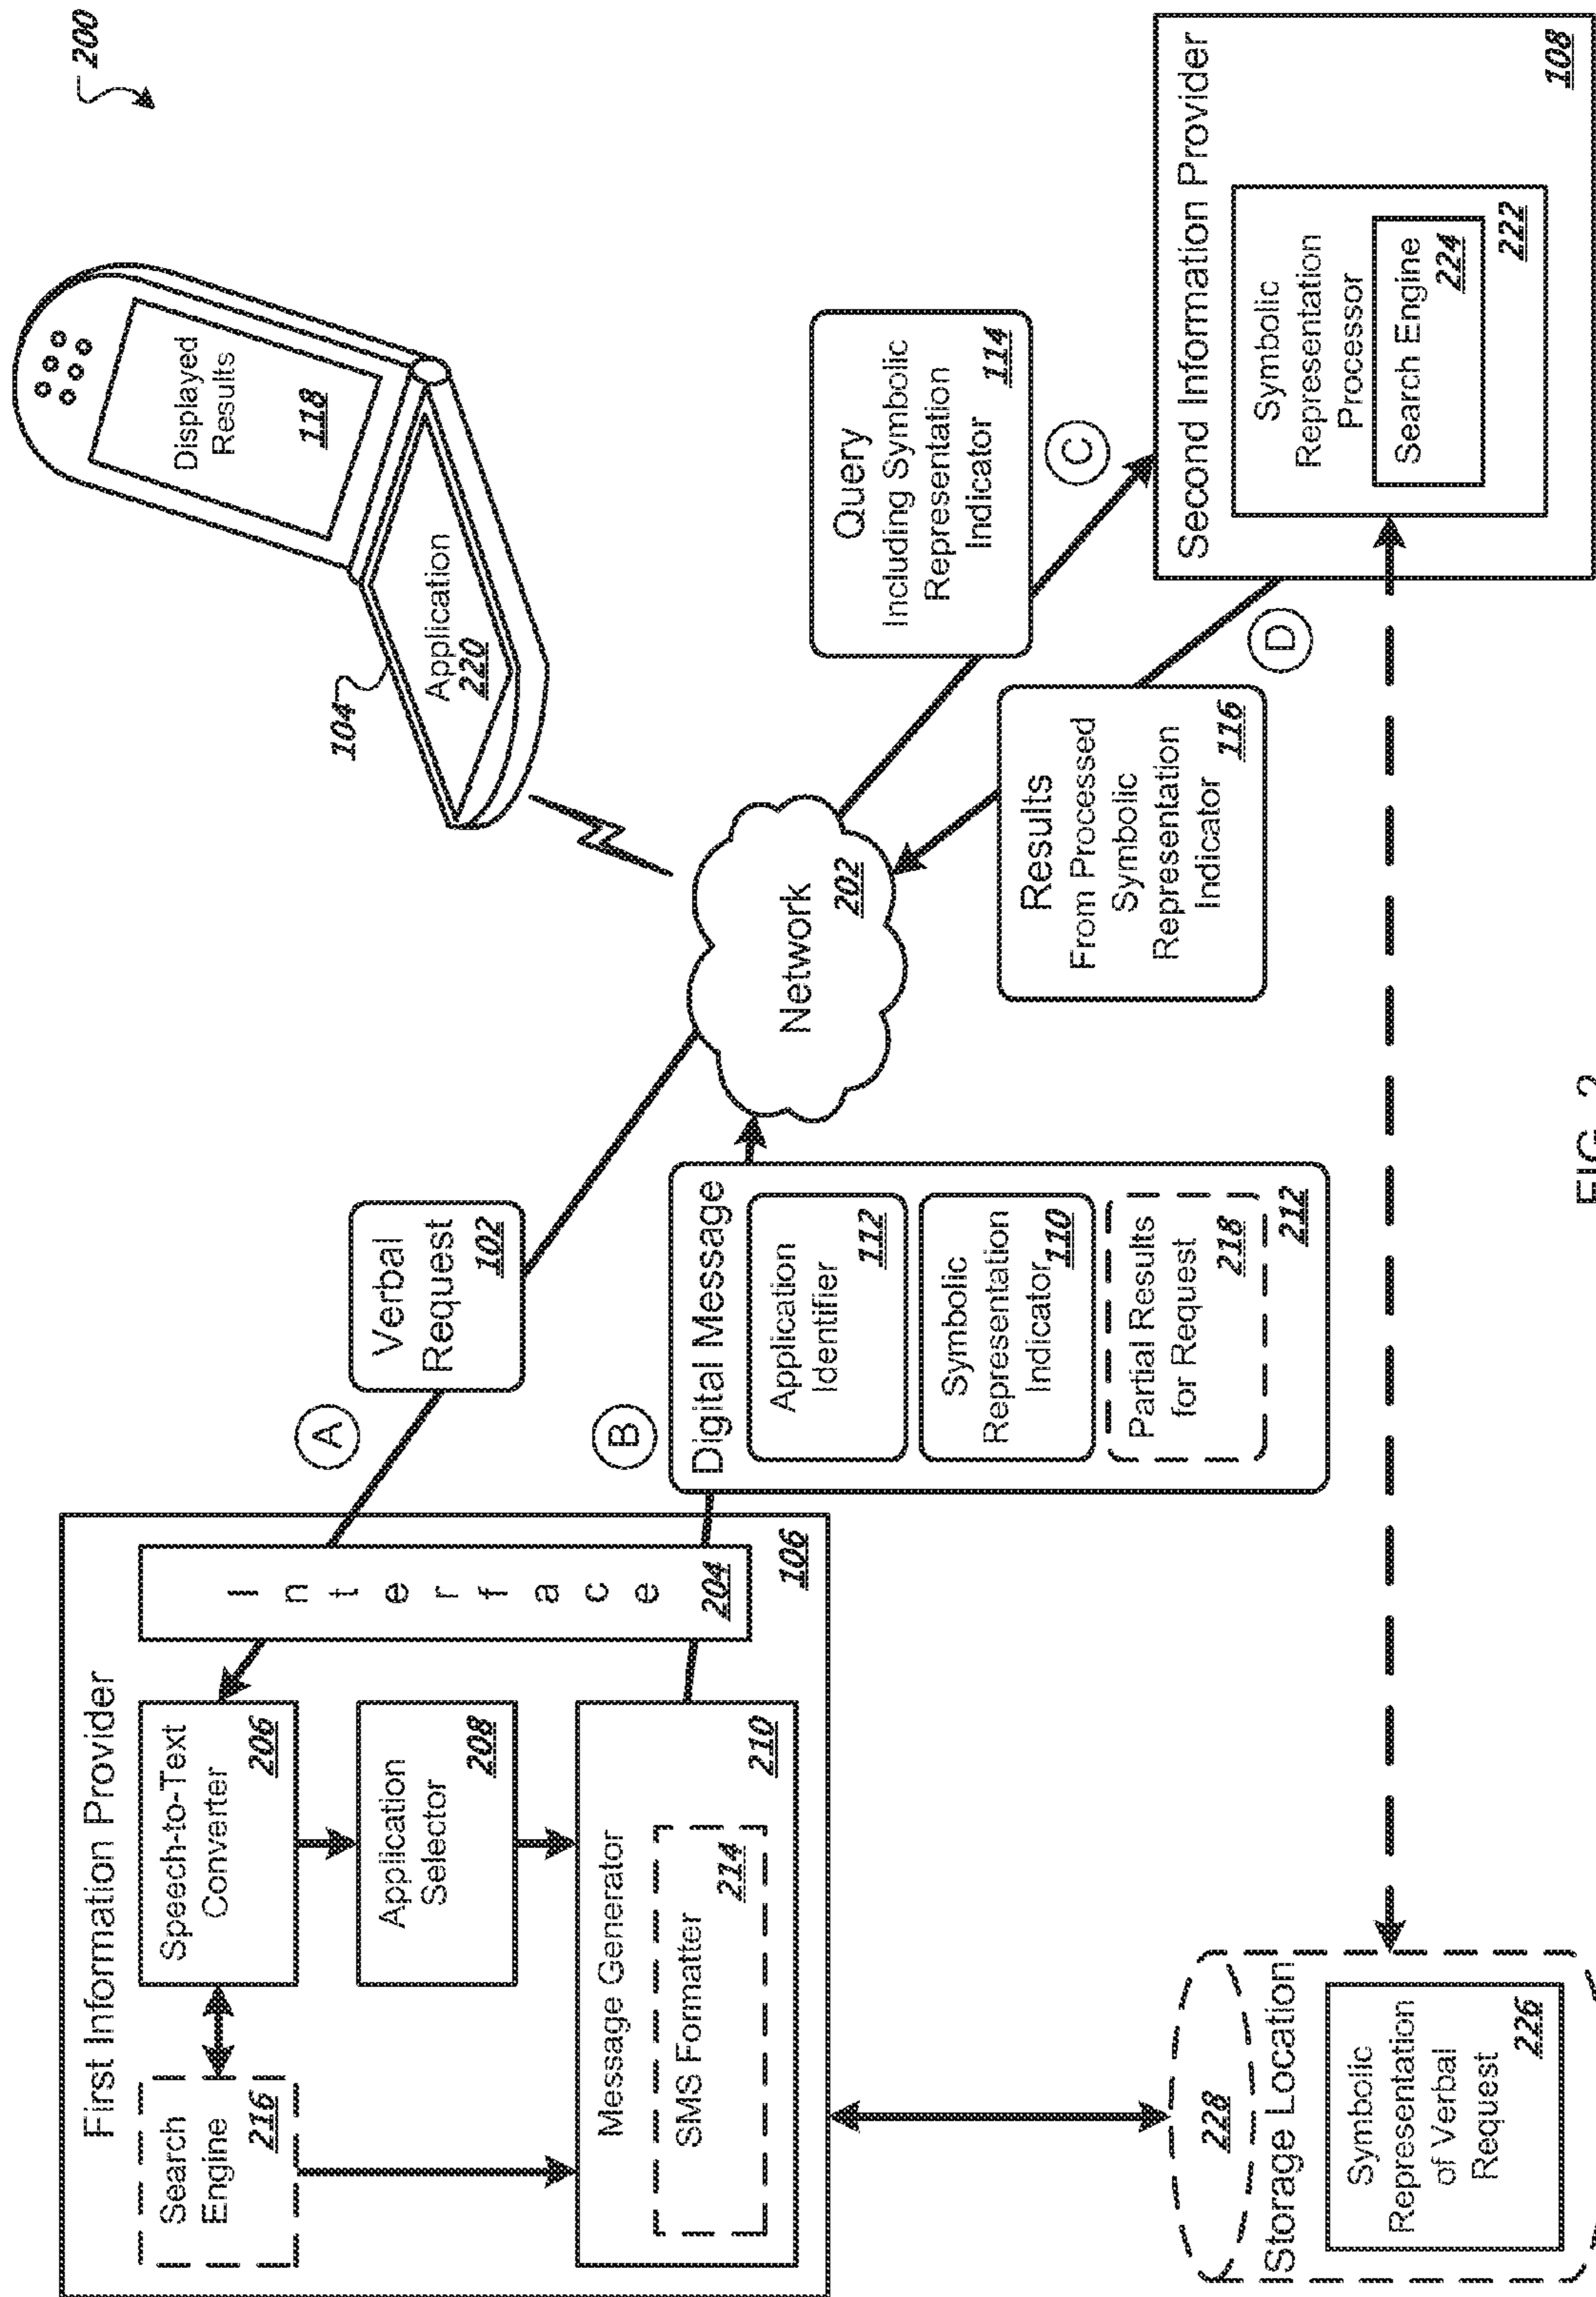 200
First Information Provider
Search
Engine
216
Speech-to-Text
Converter
206
Application
Selector
208
Message Generator
210
SMS Formatter
214
Interface
204
106
A
Verbal
Request
102
B
Digital Message
Application
Identifier
112
Symbolic
Representation
Indicator
110
Partial Results
for Request
218
212
Network
202
104
Application
220
Displayed
Results
118
Query
Including Symbolic
Representation
Indicator
114
C
Results
From Processed
Symbolic
Representation
Indicator
116
D
Second Information Provider
Symbolic
Representation
Processor
Search Engine
224
222
108
228
Storage Location
Symbolic
Representation
of Verbal
Request
226
FIG. 2